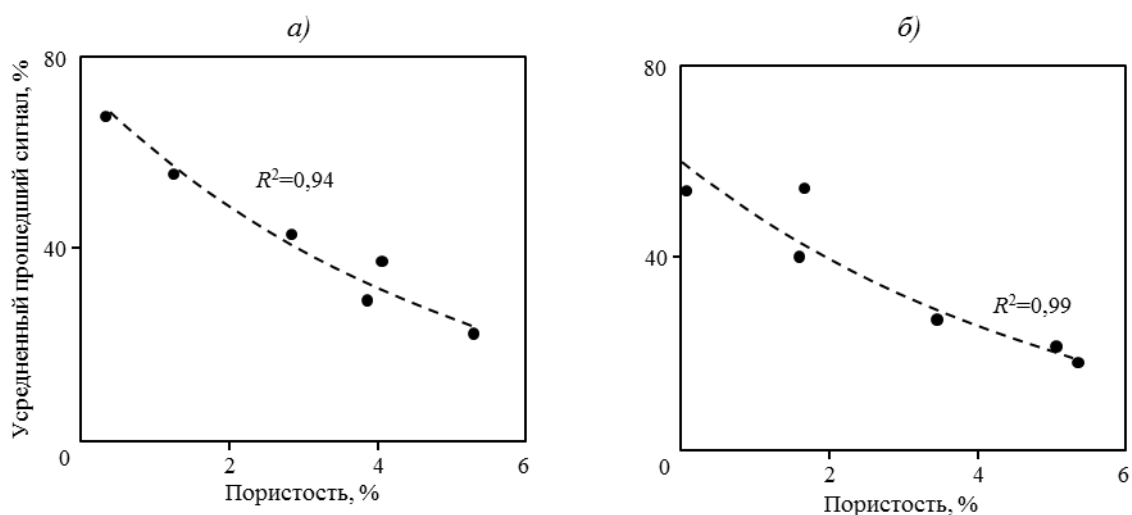 а)
Усредненный прошедший сигнал, %
80
40
0
R²=0,94
2
4
6
Пористость, %
б)
80
40
0
R²=0,99
2
4
6
Пористость, %